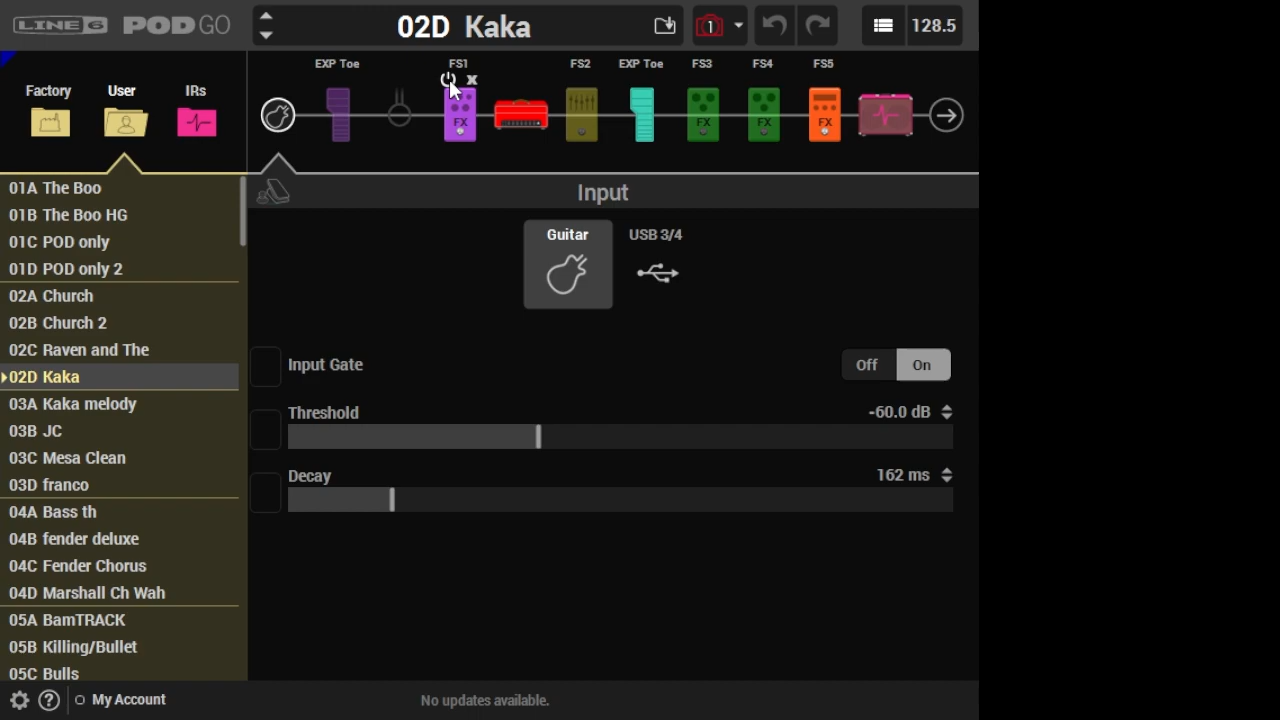 LINE 6 POD GO
02D Kaka
1
128.5
EXP Toe FS1 FS2 EXP Toe FS3 FS4 FS5
x
FX FX FX FX
Factory User IRs
01A The Boo
01B The Boo HG
01C POD only
01D POD only 2
02A Church
02B Church 2
02C Raven and The
02D Kaka
03A Kaka melody
03B JC
03C Mesa Clean
03D franco
04A Bass th
04B fender deluxe
04C Fender Chorus
04D Marshall Ch Wah
05A BamTRACK
05B Killing/Bullet
05C Bulls
Input
Guitar USB 3/4
Input Gate Off On
Threshold -60.0 dB
Decay 162 ms
My Account
No updates available.